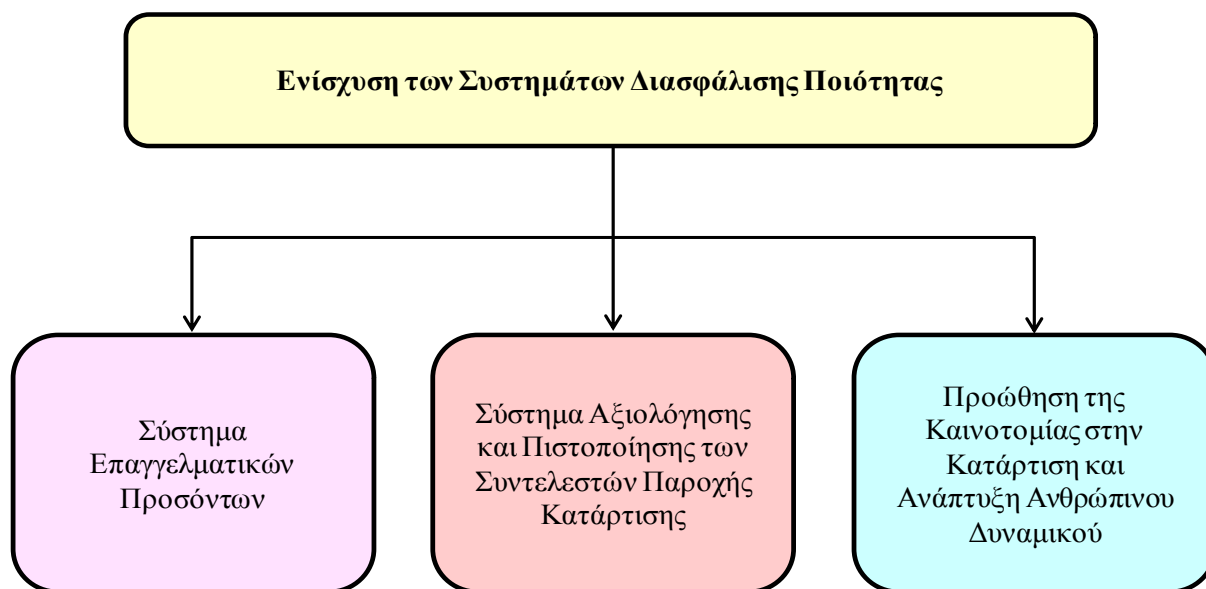 Ενίσχυση των Συστημάτων Διασφάλισης Ποιότητας
Σύστημα
Επαγγελματικών
Προσόντων
Σύστημα Αξιολόγησης
και Πιστοποίησης των
Συντελεστών Παροχής
Κατάρτισης
Προώθηση της
Καινοτομίας στην
Κατάρτιση και
Ανάπτυξη Ανθρώπινου
Δυναμικού